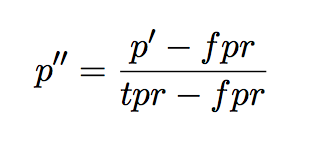 p′′ = (p′ − fpr) / (tpr − fpr)